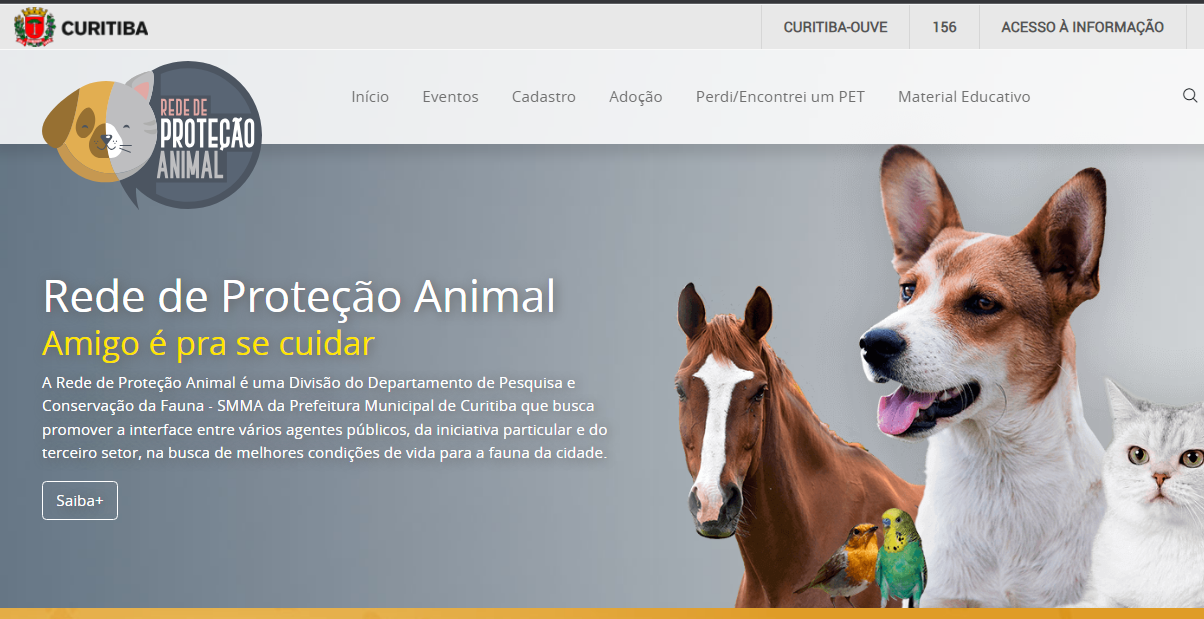 CURITIBA
CURITIBA-OUVE
156
ACESSO À INFORMAÇÃO
REDE DE
PROTEÇÃO
ANIMAL
Início
Eventos
Cadastro
Adoção
Perdi/Encontrei um PET
Material Educativo
Rede de Proteção Animal
Amigo é pra se cuidar
A Rede de Proteção Animal é uma Divisão do Departamento de Pesquisa e
Conservação da Fauna - SMMA da Prefeitura Municipal de Curitiba que busca
promover a interface entre vários agentes públicos, da iniciativa particular e do
terceiro setor, na busca de melhores condições de vida para a fauna da cidade.
Saiba+